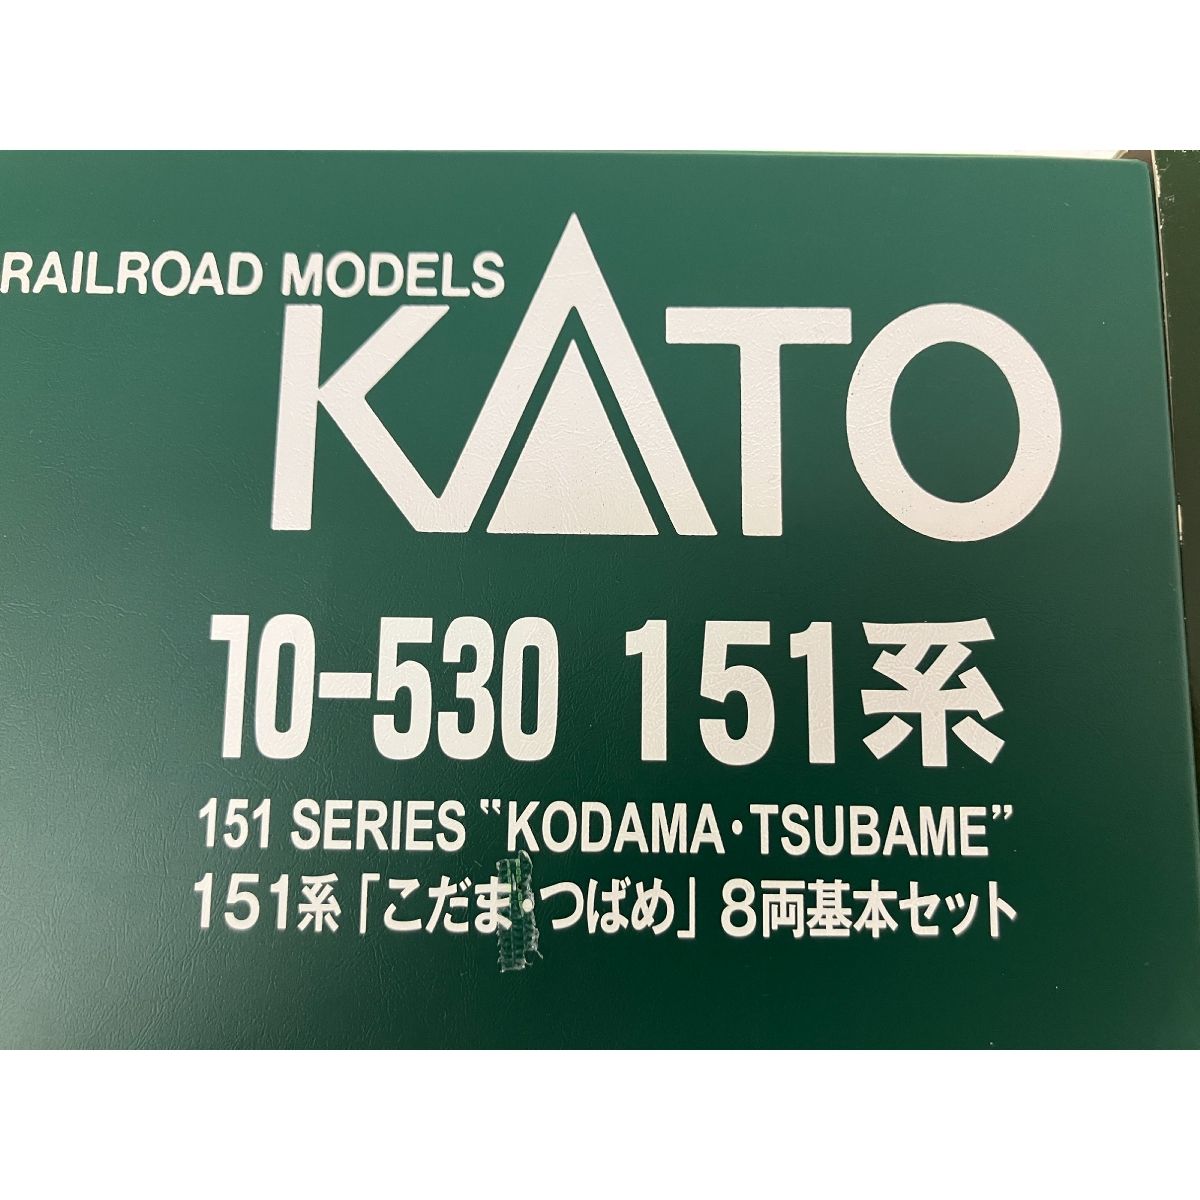 RAILROAD MODELS
KATO
10-530 151系
151 SERIES “KODAMA・TSUBAME”
151系「こだま・つばめ」8両基本セット